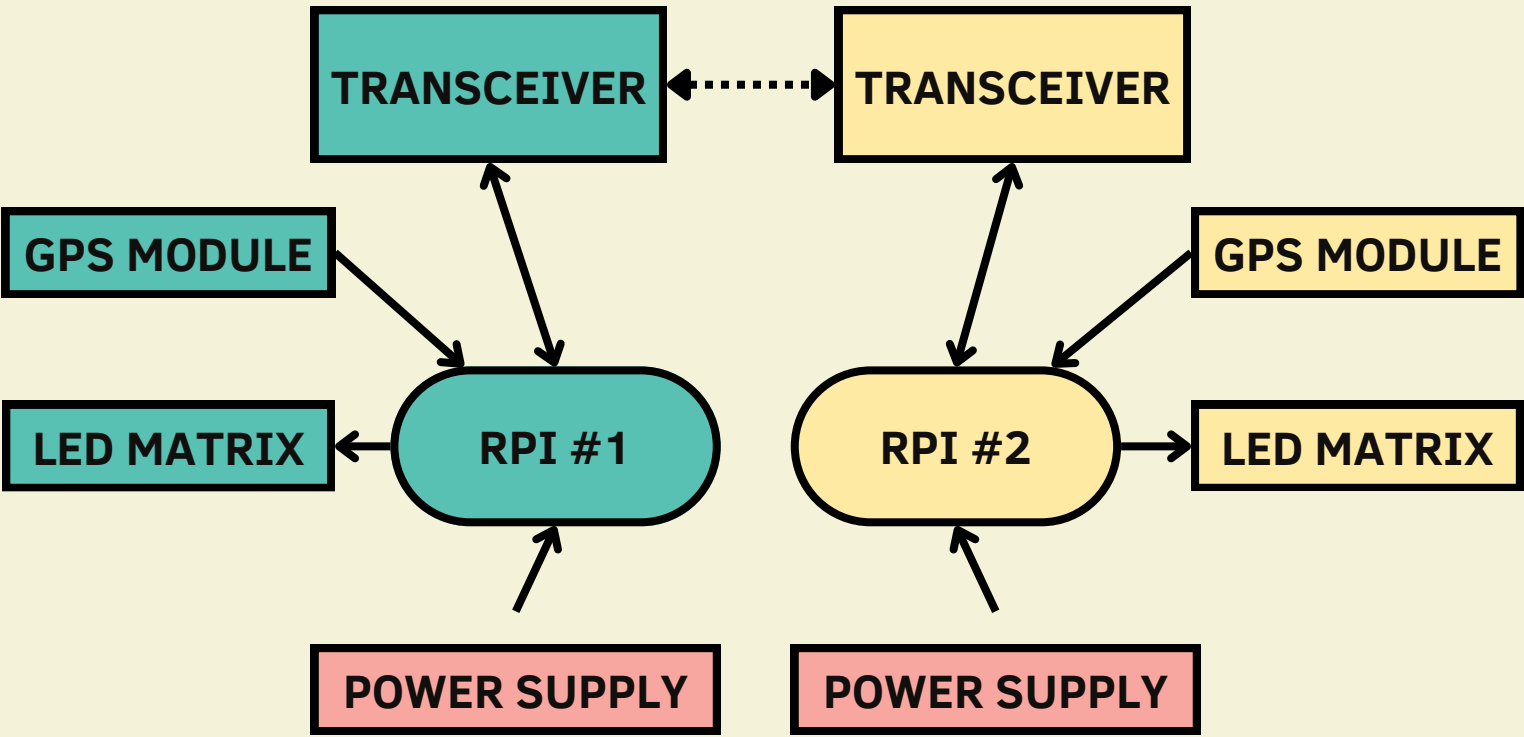 TRANSCEIVER
TRANSCEIVER
GPS MODULE
GPS MODULE
LED MATRIX
RPI #1
RPI #2
LED MATRIX
POWER SUPPLY
POWER SUPPLY